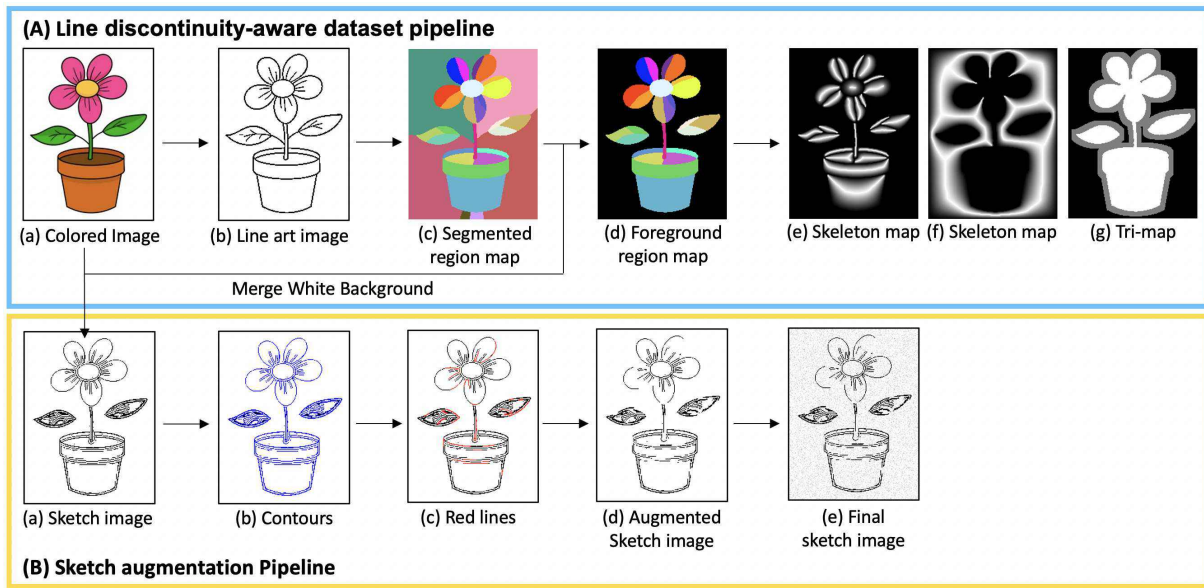 (A) Line discontinuity-aware dataset pipeline
(a) Colored Image
(b) Line art image
(c) Segmented
region map
(d) Foreground
region map
(e) Skeleton map
(f) Skeleton map
(g) Tri-map
Merge White Background
(a) Sketch image
(b) Contours
(c) Red lines
(d) Augmented
Sketch image
(e) Final
sketch image
(B) Sketch augmentation Pipeline